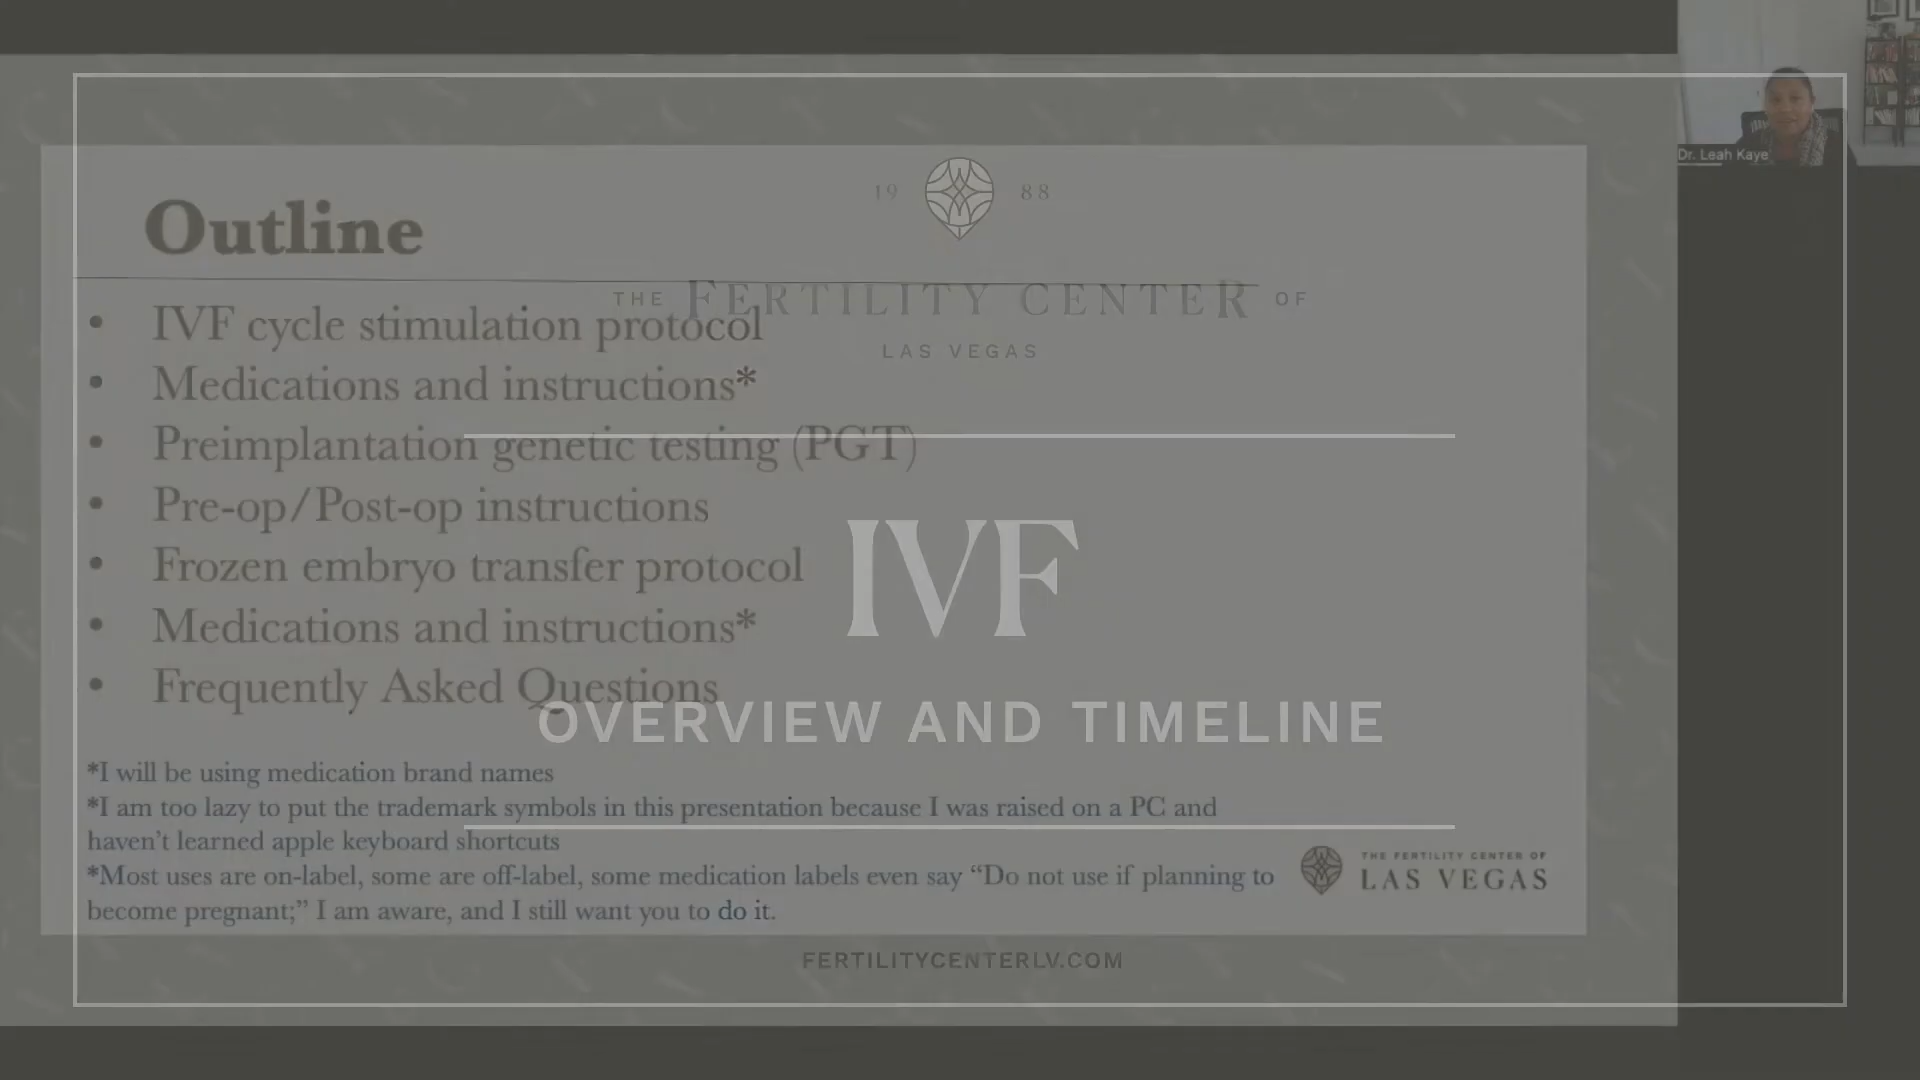 Dr. Leah Kaye
19 88
THE FERTILITY CENTER OF
LAS VEGAS
Outline
• IVF cycle stimulation protocol
• Medications and instructions*
• Preimplantation genetic testing (PGT)
• Pre-op/Post-op instructions
• Frozen embryo transfer protocol
• Medications and instructions*
• Frequently Asked Questions
IVF
OVERVIEW AND TIMELINE
*I will be using medication brand names
*I am too lazy to put the trademark symbols in this presentation because I was raised on a PC and
haven’t learned apple keyboard shortcuts
*Most uses are on-label, some are off-label, some medication labels even say “Do not use if planning to
become pregnant;” I am aware, and I still want you to do it.
THE FERTILITY CENTER OF
LAS VEGAS
FERTILITYCENTERLV.COM